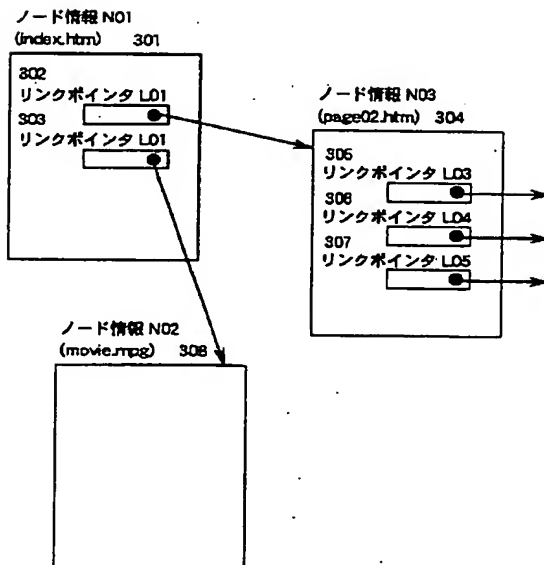 ノード情報 N01
(index.htm) 301
302
リンクポインタ L01
303
リンクポインタ L01
ノード情報 N03
(page02.htm) 304
305
リンクポインタ L03
306
リンクポインタ L04
307
リンクポインタ L05
ノード情報 N02
(movie.mpg) 308